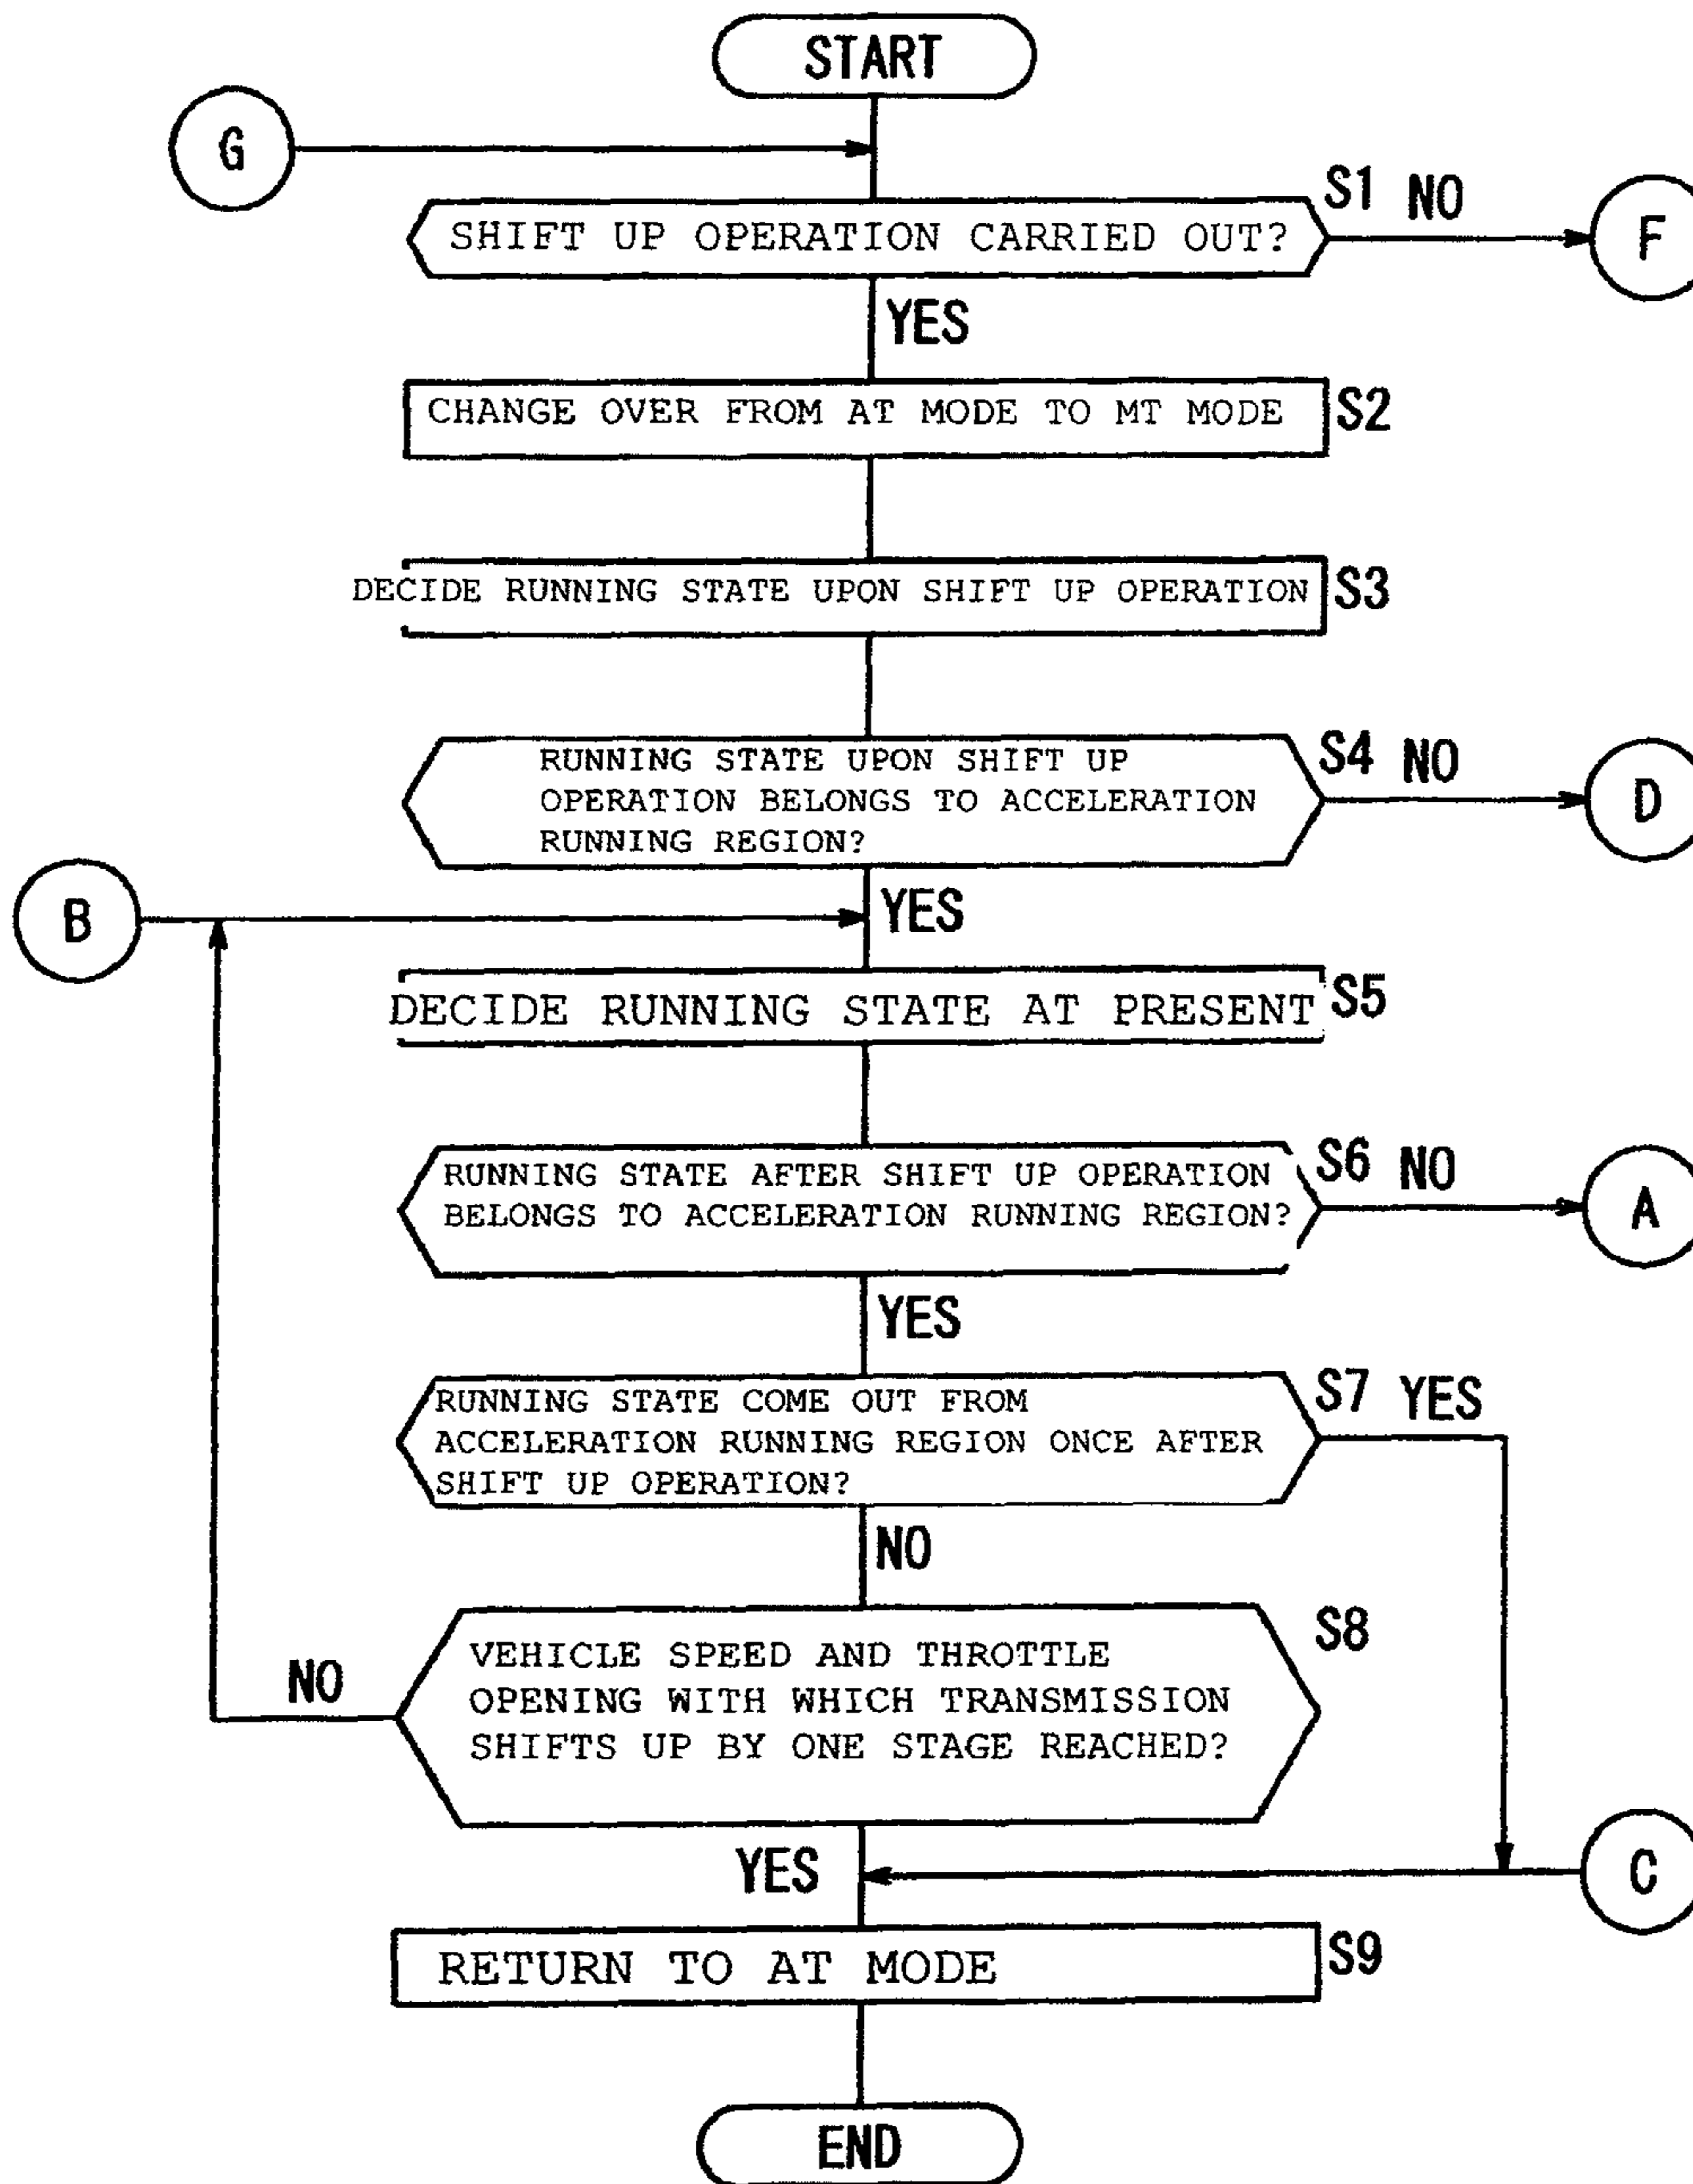 START
G
S1 NO
SHIFT UP OPERATION CARRIED OUT?
F
YES
CHANGE OVER FROM AT MODE TO MT MODE
S2
DECIDE RUNNING STATE UPON SHIFT UP OPERATION
S3
RUNNING STATE UPON SHIFT UP
OPERATION BELONGS TO ACCELERATION
RUNNING REGION?
S4 NO
D
B
YES
DECIDE RUNNING STATE AT PRESENT
S5
RUNNING STATE AFTER SHIFT UP OPERATION
BELONGS TO ACCELERATION RUNNING REGION?
S6 NO
A
YES
RUNNING STATE COME OUT FROM
ACCELERATION RUNNING REGION ONCE AFTER
SHIFT UP OPERATION?
S7 YES
NO
VEHICLE SPEED AND THROTTLE
OPENING WITH WHICH TRANSMISSION
SHIFTS UP BY ONE STAGE REACHED?
S8
NO
YES
C
RETURN TO AT MODE
S9
END